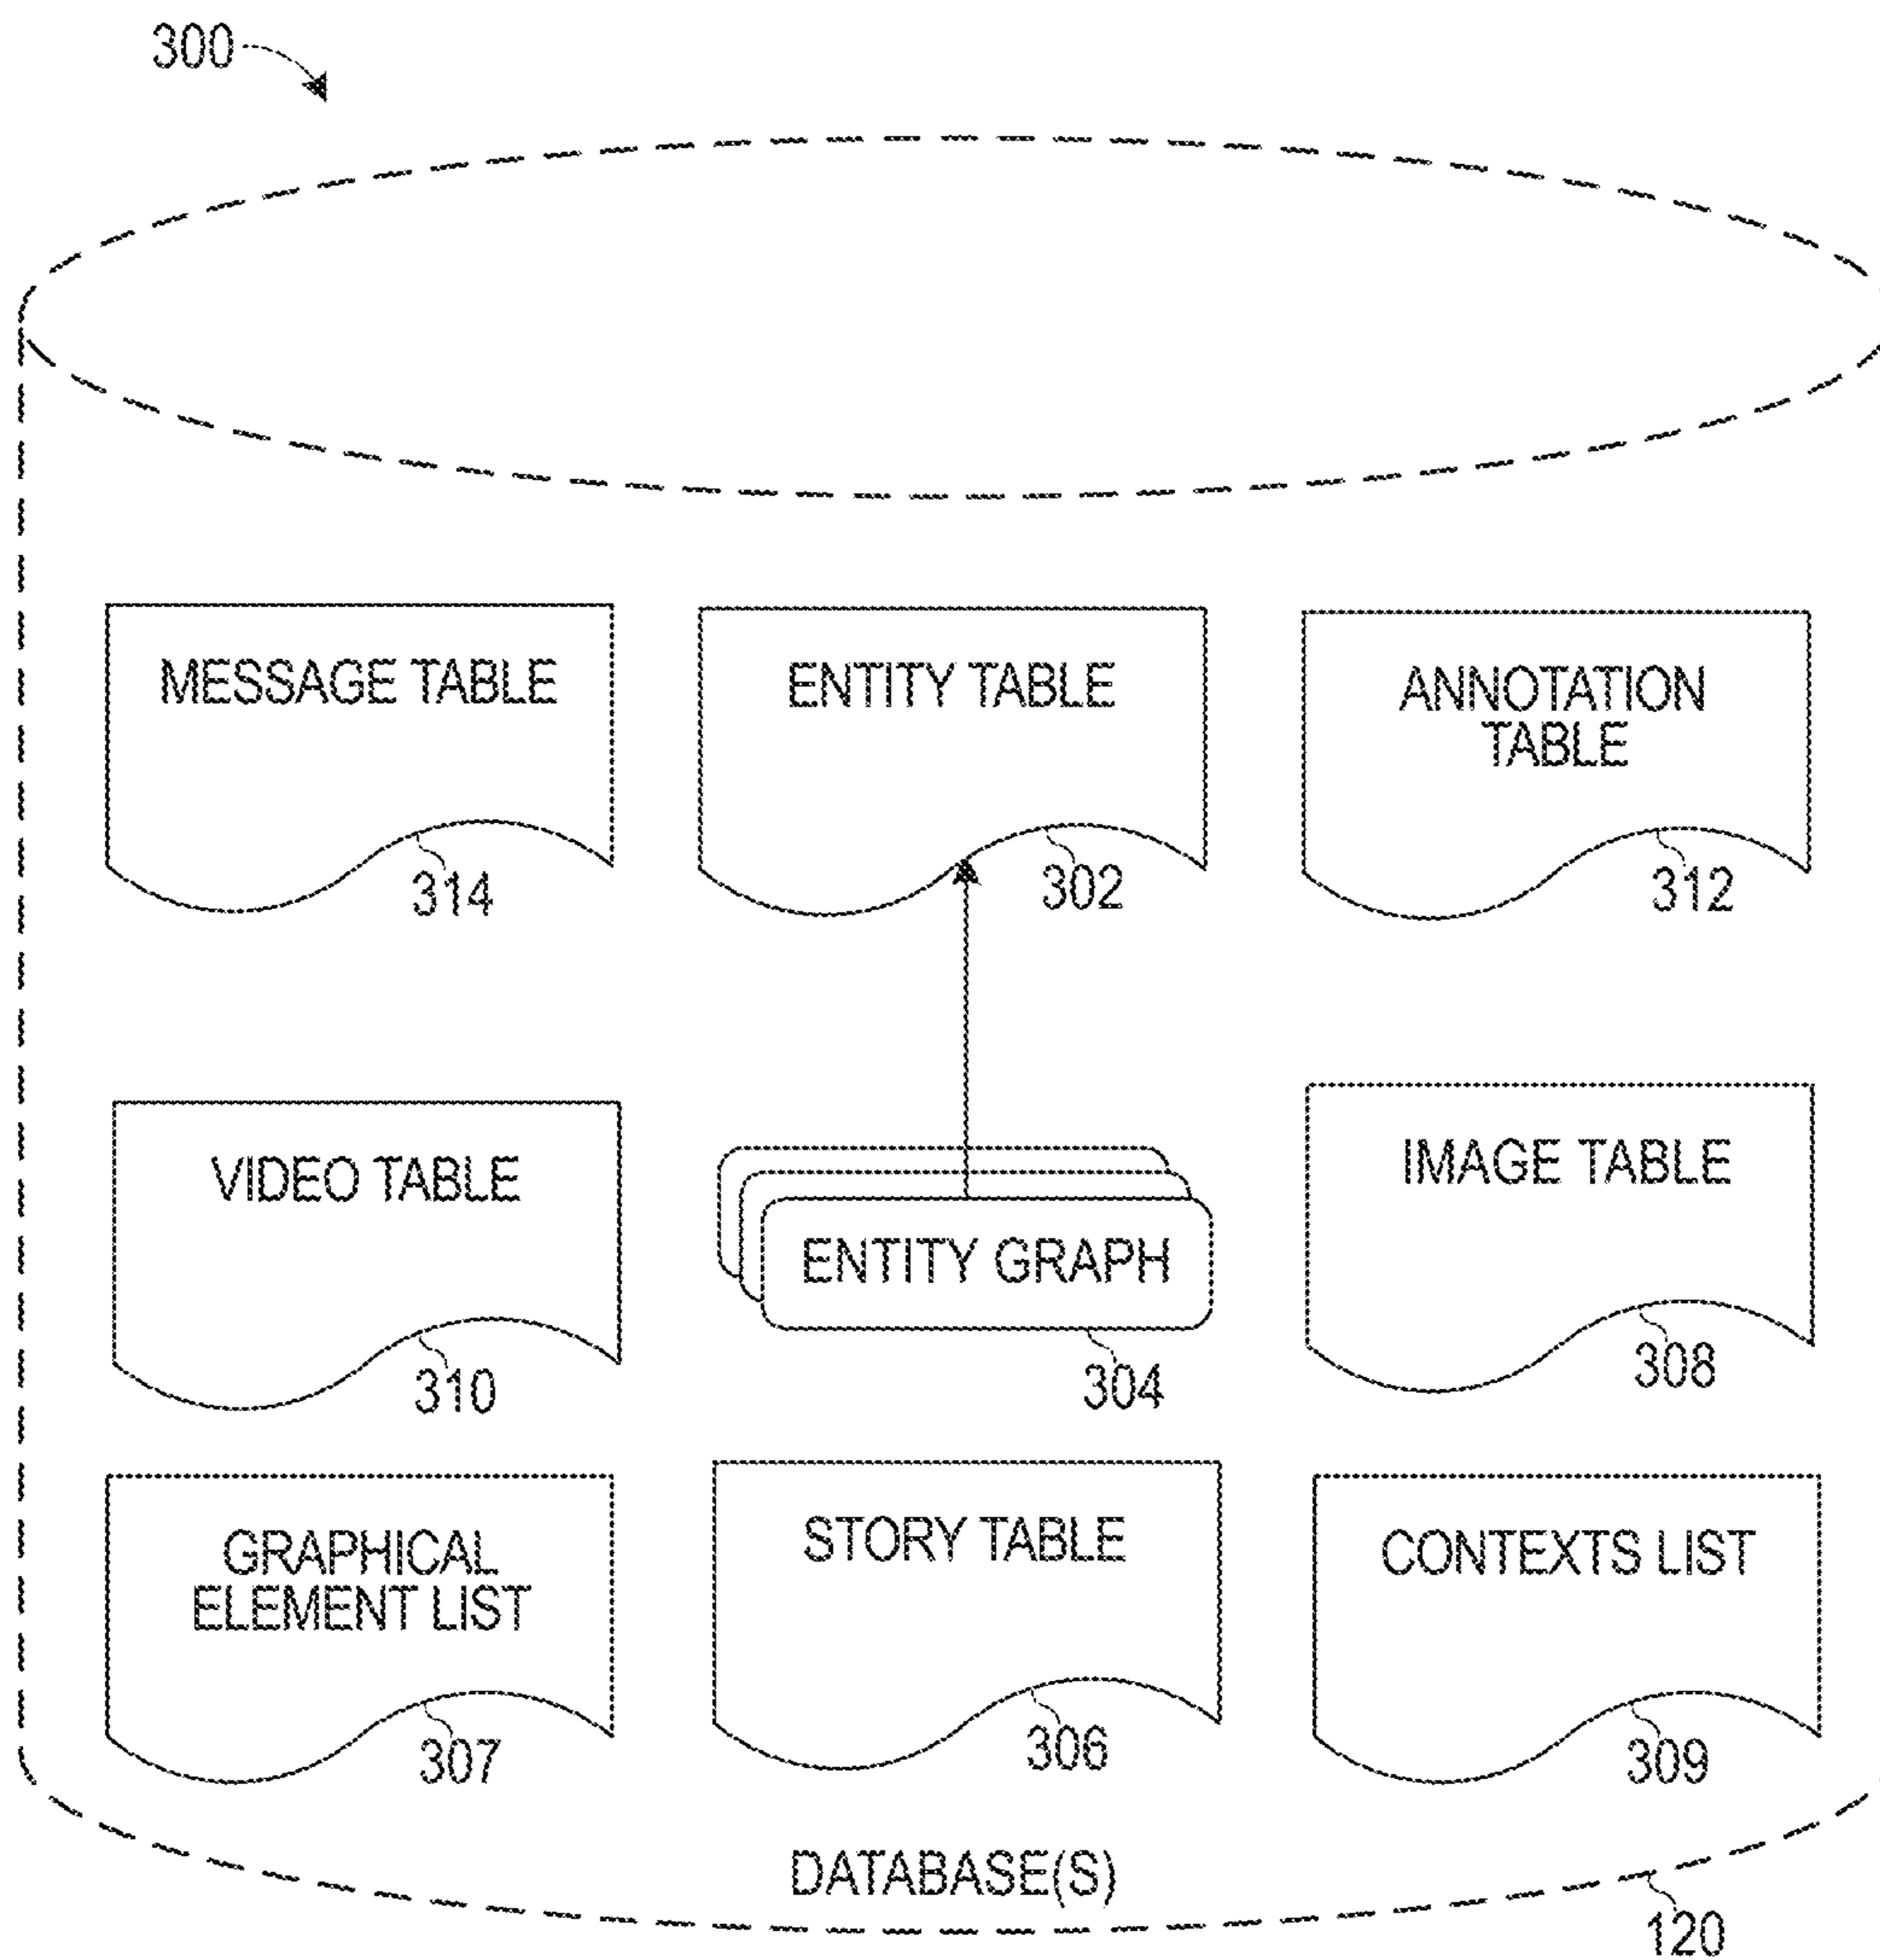 300
MESSAGE TABLE
314
ENTITY TABLE
302
ANNOTATION
TABLE
312
VIDEO TABLE
310
ENTITY GRAPH
304
IMAGE TABLE
308
GRAPHICAL
ELEMENT LIST
307
STORY TABLE
306
CONTEXTS LIST
309
DATABASE(S)
120